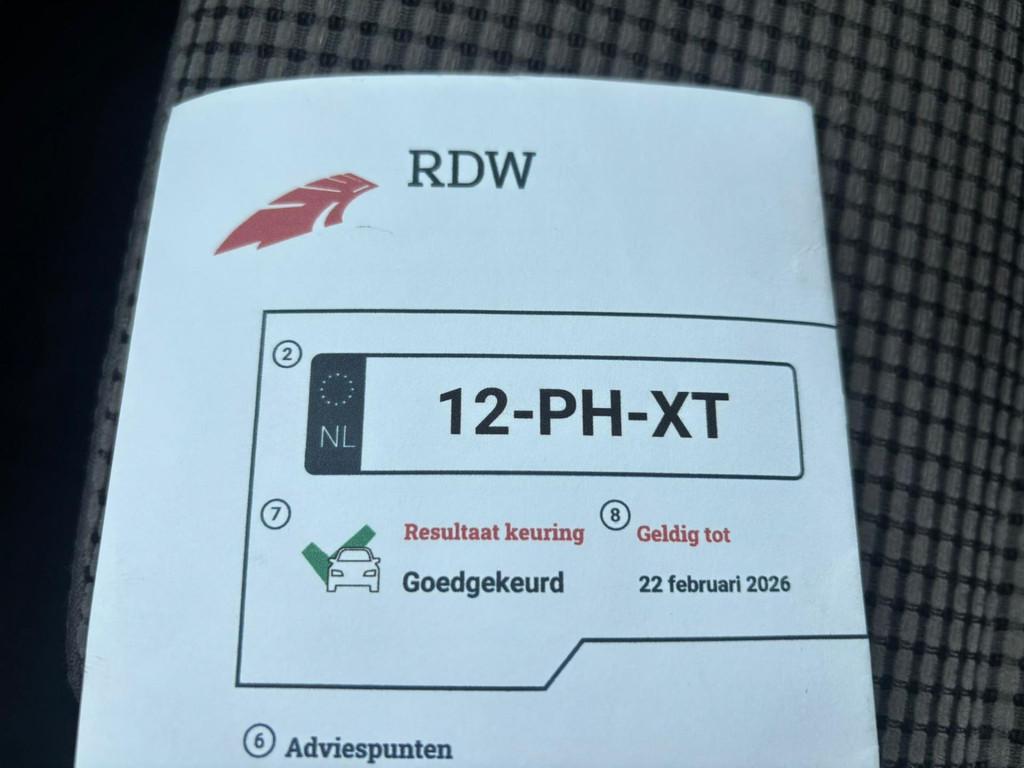 RDW
2
NL
12-PH-XT
7 Resultaat keuring
Goedgekeurd
8 Geldig tot
22 februari 2026
6 Adviespunten